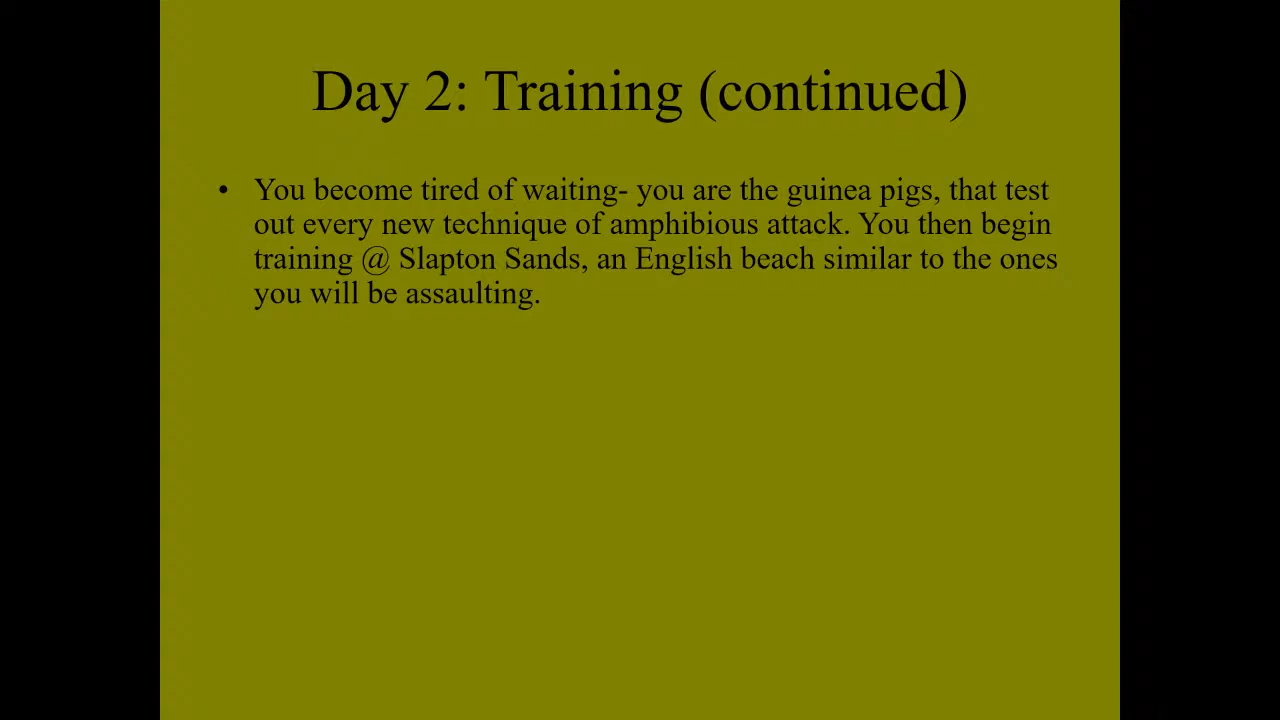 Day 2: Training (continued)
• You become tired of waiting- you are the guinea pigs, that test
out every new technique of amphibious attack. You then begin
training @ Slapton Sands, an English beach similar to the ones
you will be assaulting.